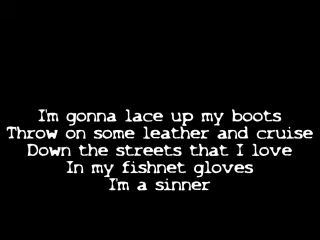 I'm gonna lace up my boots
Throw on some leather and cruise
Down the streets that I love
In my fishnet gloves
I'm a sinner